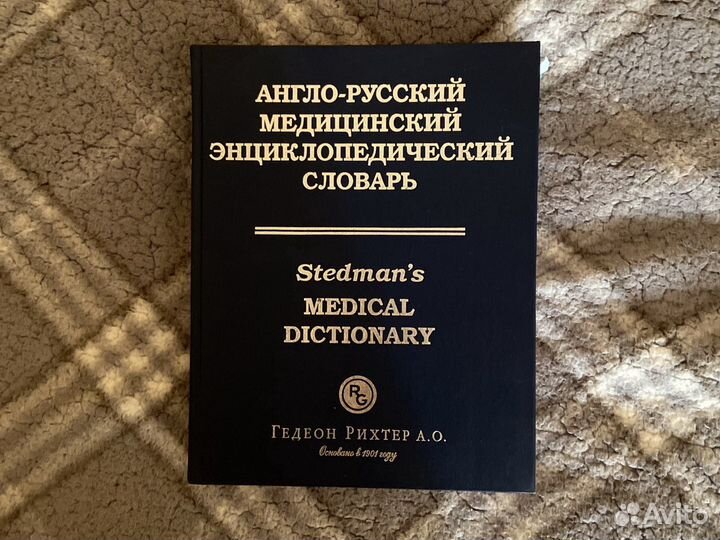 АНГЛО-РУССКИЙ
МЕДИЦИНСКИЙ
ЭНЦИКЛОПЕДИЧЕСКИЙ
СЛОВАРЬ
Stedman's
MEDICAL
DICTIONARY
RG
ГЕДЕОН РИХТЕР А.О.
Основано в 1901 году
Avito